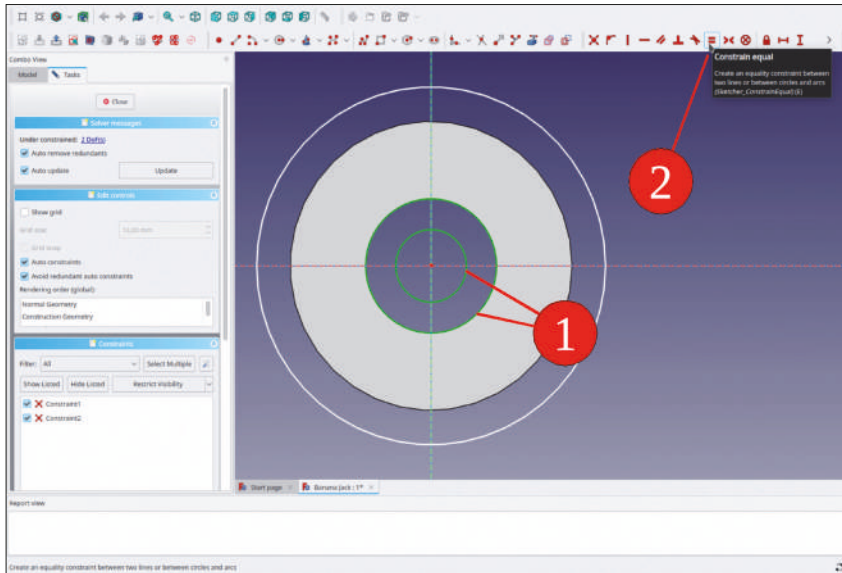 Combo View
Model
Tasks
Close
Solver messages
Under constrained: 2 DoF(s)
Auto remove redundants
Auto update
Update
Edit controls
Show grid
Grid size
10,00 mm
Grid snap
Auto constraints
Avoid redundant auto constraints
Rendering order (global):
Normal Geometry
Construction Geometry
Constraints
Filter: All
Select Multiple
Show Listed
Hide Listed
Restrict Visibility
Constraint1
Constraint2
Constrain equal
Create an equality constraint between
two lines or between circles and arcs
(Sketcher_ConstrainEqual) (E)
2
1
Start page
Banana Jack : 1*
Report view
Create an equality constraint between two lines or between circles and arcs